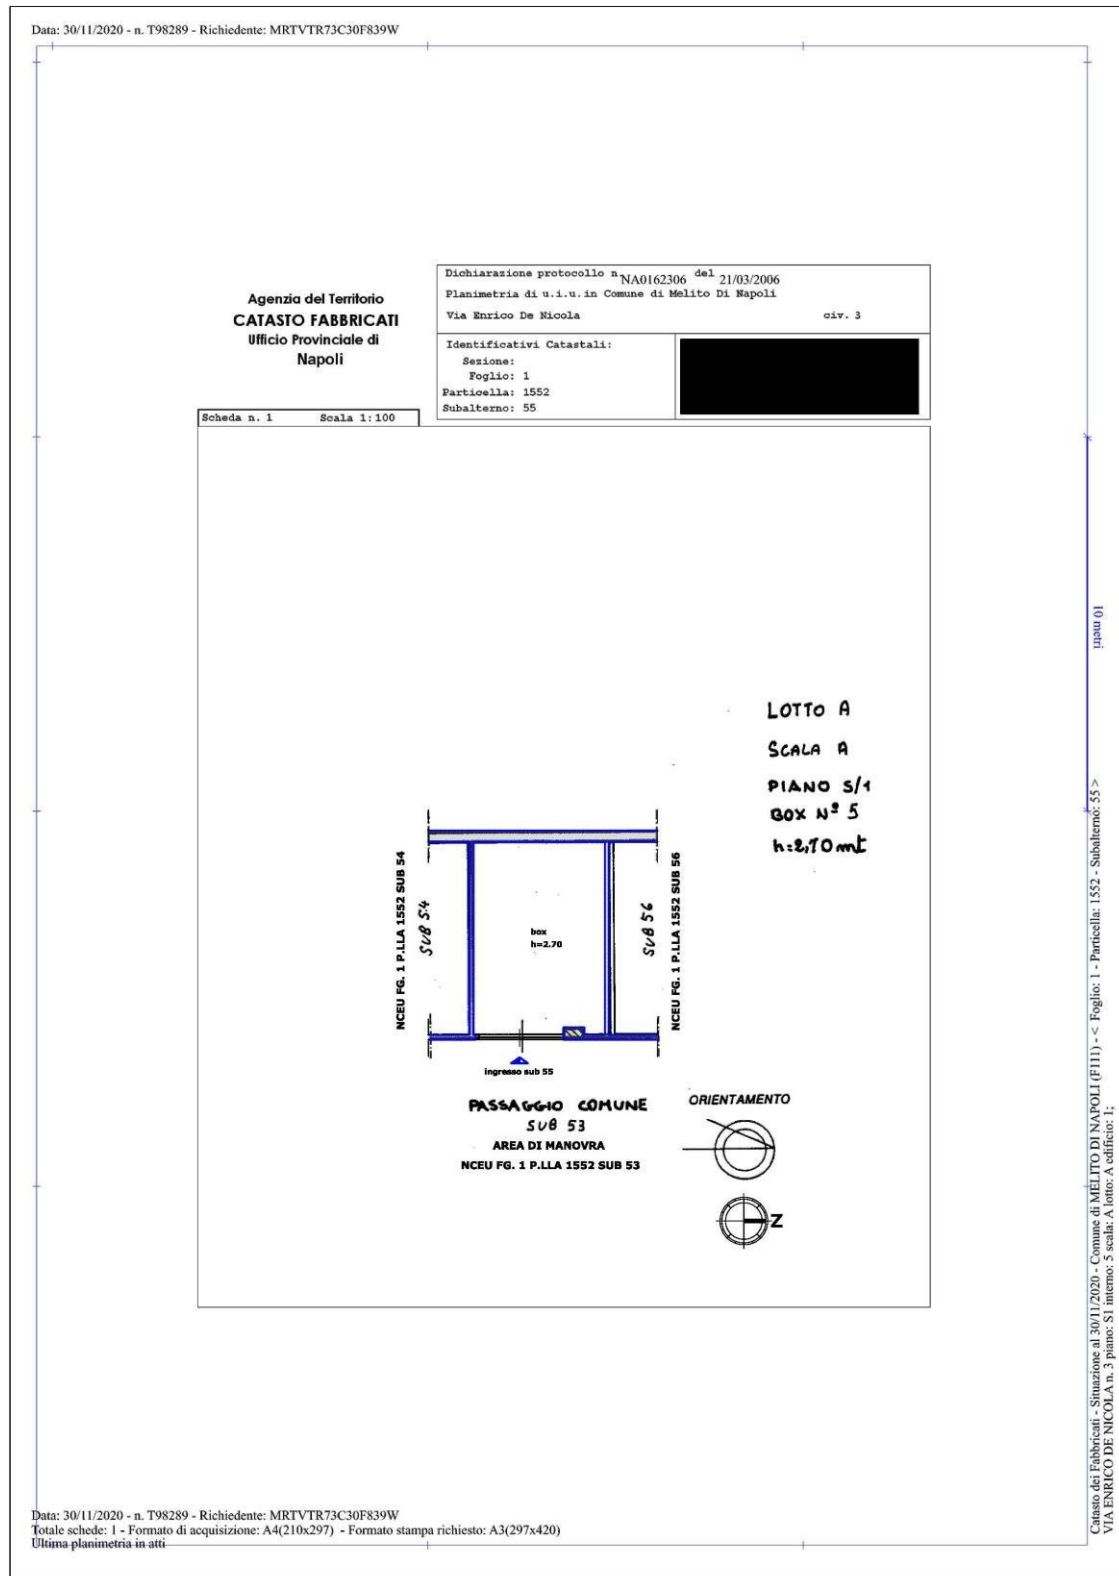 Data: 30/11/2020 - n. T98289 - Richiedente: MRTVTR73C30F839W
Agenzia del Territorio
CATASTO FABBRICATI
Ufficio Provinciale di
Napoli
Dichiarazione protocollo n NA0162306 del 21/03/2006
Planimetria di u.i.u. in Comune di Melito Di Napoli
Via Enrico De Nicola civ. 3
Identificativi Catastali:
Sezione:
Foglio: 1
Particella: 1552
Subalterno: 55
Scheda n. 1 Scala 1:100
10 metri
LOTTO A
SCALA A
PIANO S/1
BOX Nº 5
h=2,70 mt
NCEU FG. 1 P.LLA 1552 SUB 54
SUB 54
box
h=2.70
SUB 56
NCEU FG. 1 P.LLA 1552 SUB 56
ingresso sub 55
PASSAGGIO COMUNE
SUB 53
AREA DI MANOVRA
NCEU FG. 1 P.LLA 1552 SUB 53
ORIENTAMENTO
Z
Catasto dei Fabbricati - Situazione al 30/11/2020 - Comune di MELITO DI NAPOLI (F111) - < Foglio: 1 - Particella: 1552 - Subalterno: 55 >
VIA ENRICO DE NICOLA n. 3 piano: S1 interno: 5 scala: A lotto: A edificio: 1;
Data: 30/11/2020 - n. T98289 - Richiedente: MRTVTR73C30F839W
Totale schede: 1 - Formato di acquisizione: A4(210x297) - Formato stampa richiesto: A3(297x420)
Ultima planimetria in atti